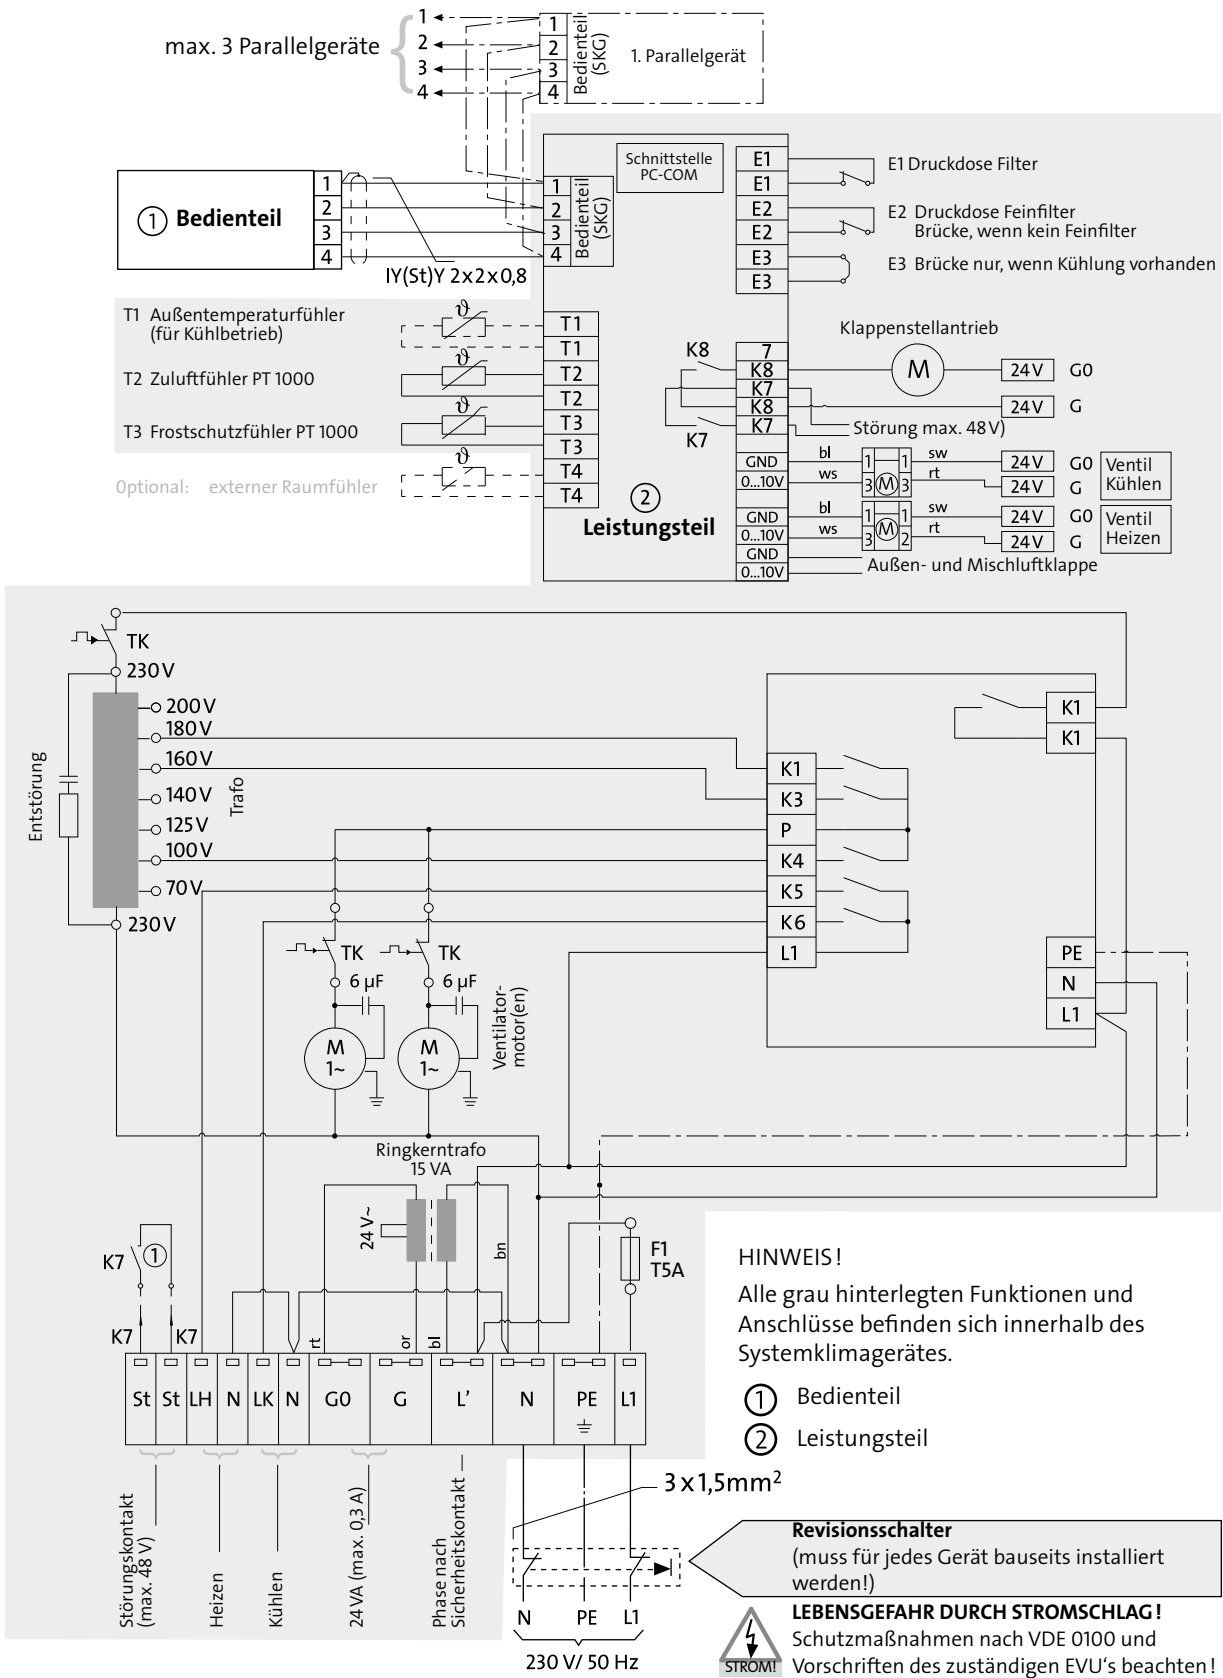 max. 3 Parallelgeräte
1
2
3
4
1
2
3
4
Bedienteil
(SKG)
1. Parallelgerät
1 Bedienteil
1
2
3
4
IY(St)Y 2x2x0,8
1
2
3
4
Bedienteil
(SKG)
Schnittstelle
PC-COM
E1
E1
E2
E2
E3
E3
E1 Druckdose Filter
E2 Druckdose Feinfilter
Brücke, wenn kein Feinfilter
E3 Brücke nur, wenn Kühlung vorhanden
T1 Außentemperaturfühler
(für Kühlbetrieb)
T2 Zuluftfühler PT 1000
T3 Frostschutzfühler PT 1000
Optional: externer Raumfühler
ϑ
ϑ
ϑ
ϑ
T1
T1
T2
T2
T3
T3
T4
T4
2
Leistungsteil
K8
K7
7
K8
K7
K8
K7
GND
0...10V
GND
0...10V
GND
0...10V
Klappenstellantrieb
M
24V G0
24V G
Störung max. 48V)
bl
ws
1 1
3 M 3
sw
rt
24V G0
24V G
Ventil
Kühlen
bl
ws
1 1
3 M 2
sw
rt
24V G0
24V G
Ventil
Heizen
Außen- und Mischluftklappe
TK
230V
200V
180V
160V
140V
125V
100V
70V
230V
Entstörung
Trafo
K1
K3
P
K4
K5
K6
L1
K1
K1
PE
N
L1
TK
TK
6 µF
6 µF
M
1~
M
1~
Ventilator-
motor(en)
Ringkerntrafo
15 VA
24 V~
bn
F1
T5A
K7
1
K7
K7
rt
or
bl
St
St
LH
N
LK
N
G0
G
L’
N
PE
L1
Störungskontakt
(max. 48 V)
Heizen
Kühlen
24VA (max. 0,3 A)
Phase nach
Sicherheitskontakt
3x1,5mm²
N
PE
L1
230 V/ 50 Hz
HINWEIS!
Alle grau hinterlegten Funktionen und
Anschlüsse befinden sich innerhalb des
Systemklimagerätes.
1 Bedienteil
2 Leistungsteil
Revisionsschalter
(muss für jedes Gerät bauseits installiert
werden!)
STROM!
LEBENSGEFAHR DURCH STROMSCHLAG!
Schutzmaßnahmen nach VDE 0100 und
Vorschriften des zuständigen EVU‘s beachten!